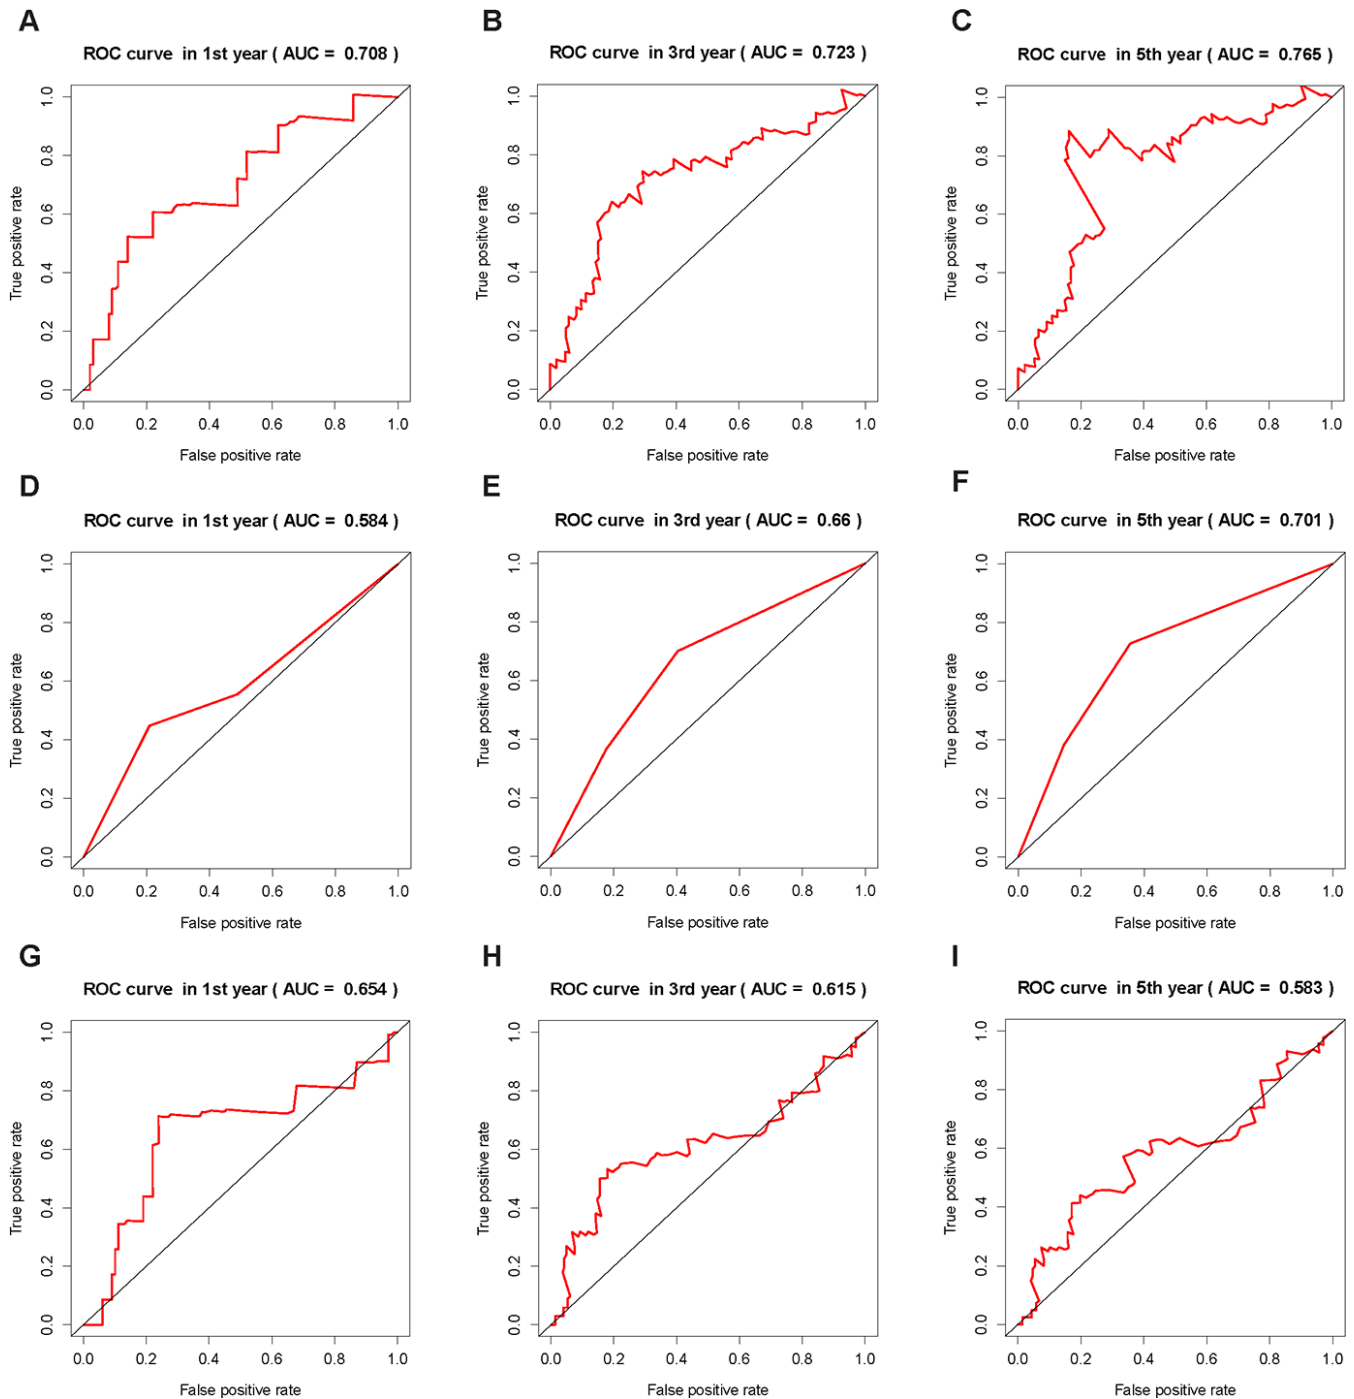 A
ROC curve in 1st year ( AUC = 0.708 )
True positive rate
0.0 0.2 0.4 0.6 0.8 1.0
0.0 0.2 0.4 0.6 0.8 1.0
False positive rate
B
ROC curve in 3rd year ( AUC = 0.723 )
True positive rate
0.0 0.2 0.4 0.6 0.8 1.0
0.0 0.2 0.4 0.6 0.8 1.0
False positive rate
C
ROC curve in 5th year ( AUC = 0.765 )
True positive rate
0.0 0.2 0.4 0.6 0.8 1.0
0.0 0.2 0.4 0.6 0.8 1.0
False positive rate
D
ROC curve in 1st year ( AUC = 0.584 )
True positive rate
0.0 0.2 0.4 0.6 0.8 1.0
0.0 0.2 0.4 0.6 0.8 1.0
False positive rate
E
ROC curve in 3rd year ( AUC = 0.66 )
True positive rate
0.0 0.2 0.4 0.6 0.8 1.0
0.0 0.2 0.4 0.6 0.8 1.0
False positive rate
F
ROC curve in 5th year ( AUC = 0.701 )
True positive rate
0.0 0.2 0.4 0.6 0.8 1.0
0.0 0.2 0.4 0.6 0.8 1.0
False positive rate
G
ROC curve in 1st year ( AUC = 0.654 )
True positive rate
0.0 0.2 0.4 0.6 0.8 1.0
0.0 0.2 0.4 0.6 0.8 1.0
False positive rate
H
ROC curve in 3rd year ( AUC = 0.615 )
True positive rate
0.0 0.2 0.4 0.6 0.8 1.0
0.0 0.2 0.4 0.6 0.8 1.0
False positive rate
I
ROC curve in 5th year ( AUC = 0.583 )
True positive rate
0.0 0.2 0.4 0.6 0.8 1.0
0.0 0.2 0.4 0.6 0.8 1.0
False positive rate